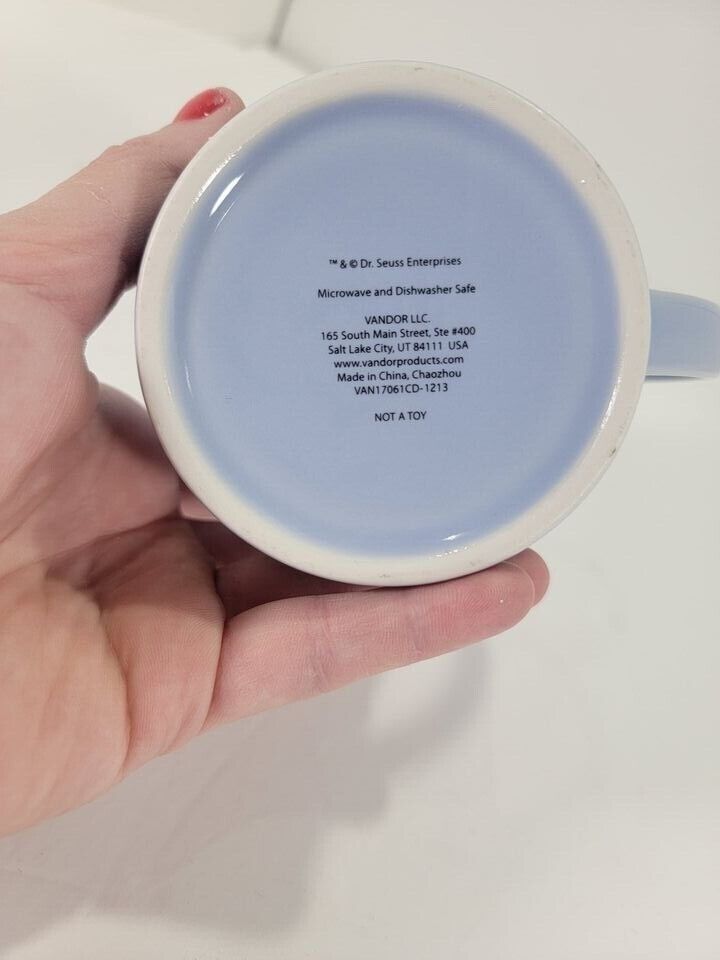 ™ & © Dr. Seuss Enterprises
Microwave and Dishwasher Safe
VANDOR LLC.
165 South Main Street, Ste #400
Salt Lake City, UT 84111 USA
www.vandorproducts.com
Made in China, Chaozhou
VAN17061CD-1213
NOT A TOY